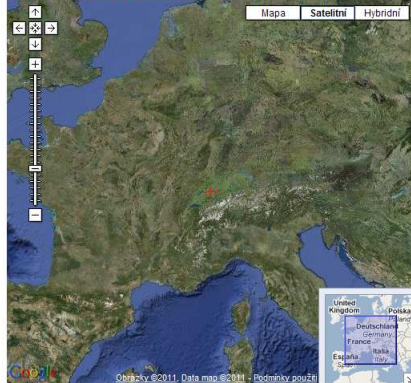 Mapa Satelitní Hybridní
United
Kingdom
Polska
Poland
Deutschland
Germany
France
Italia
Italy
España
Google
Obrázky ©2011, Data map ©2011 - Podmínky použití